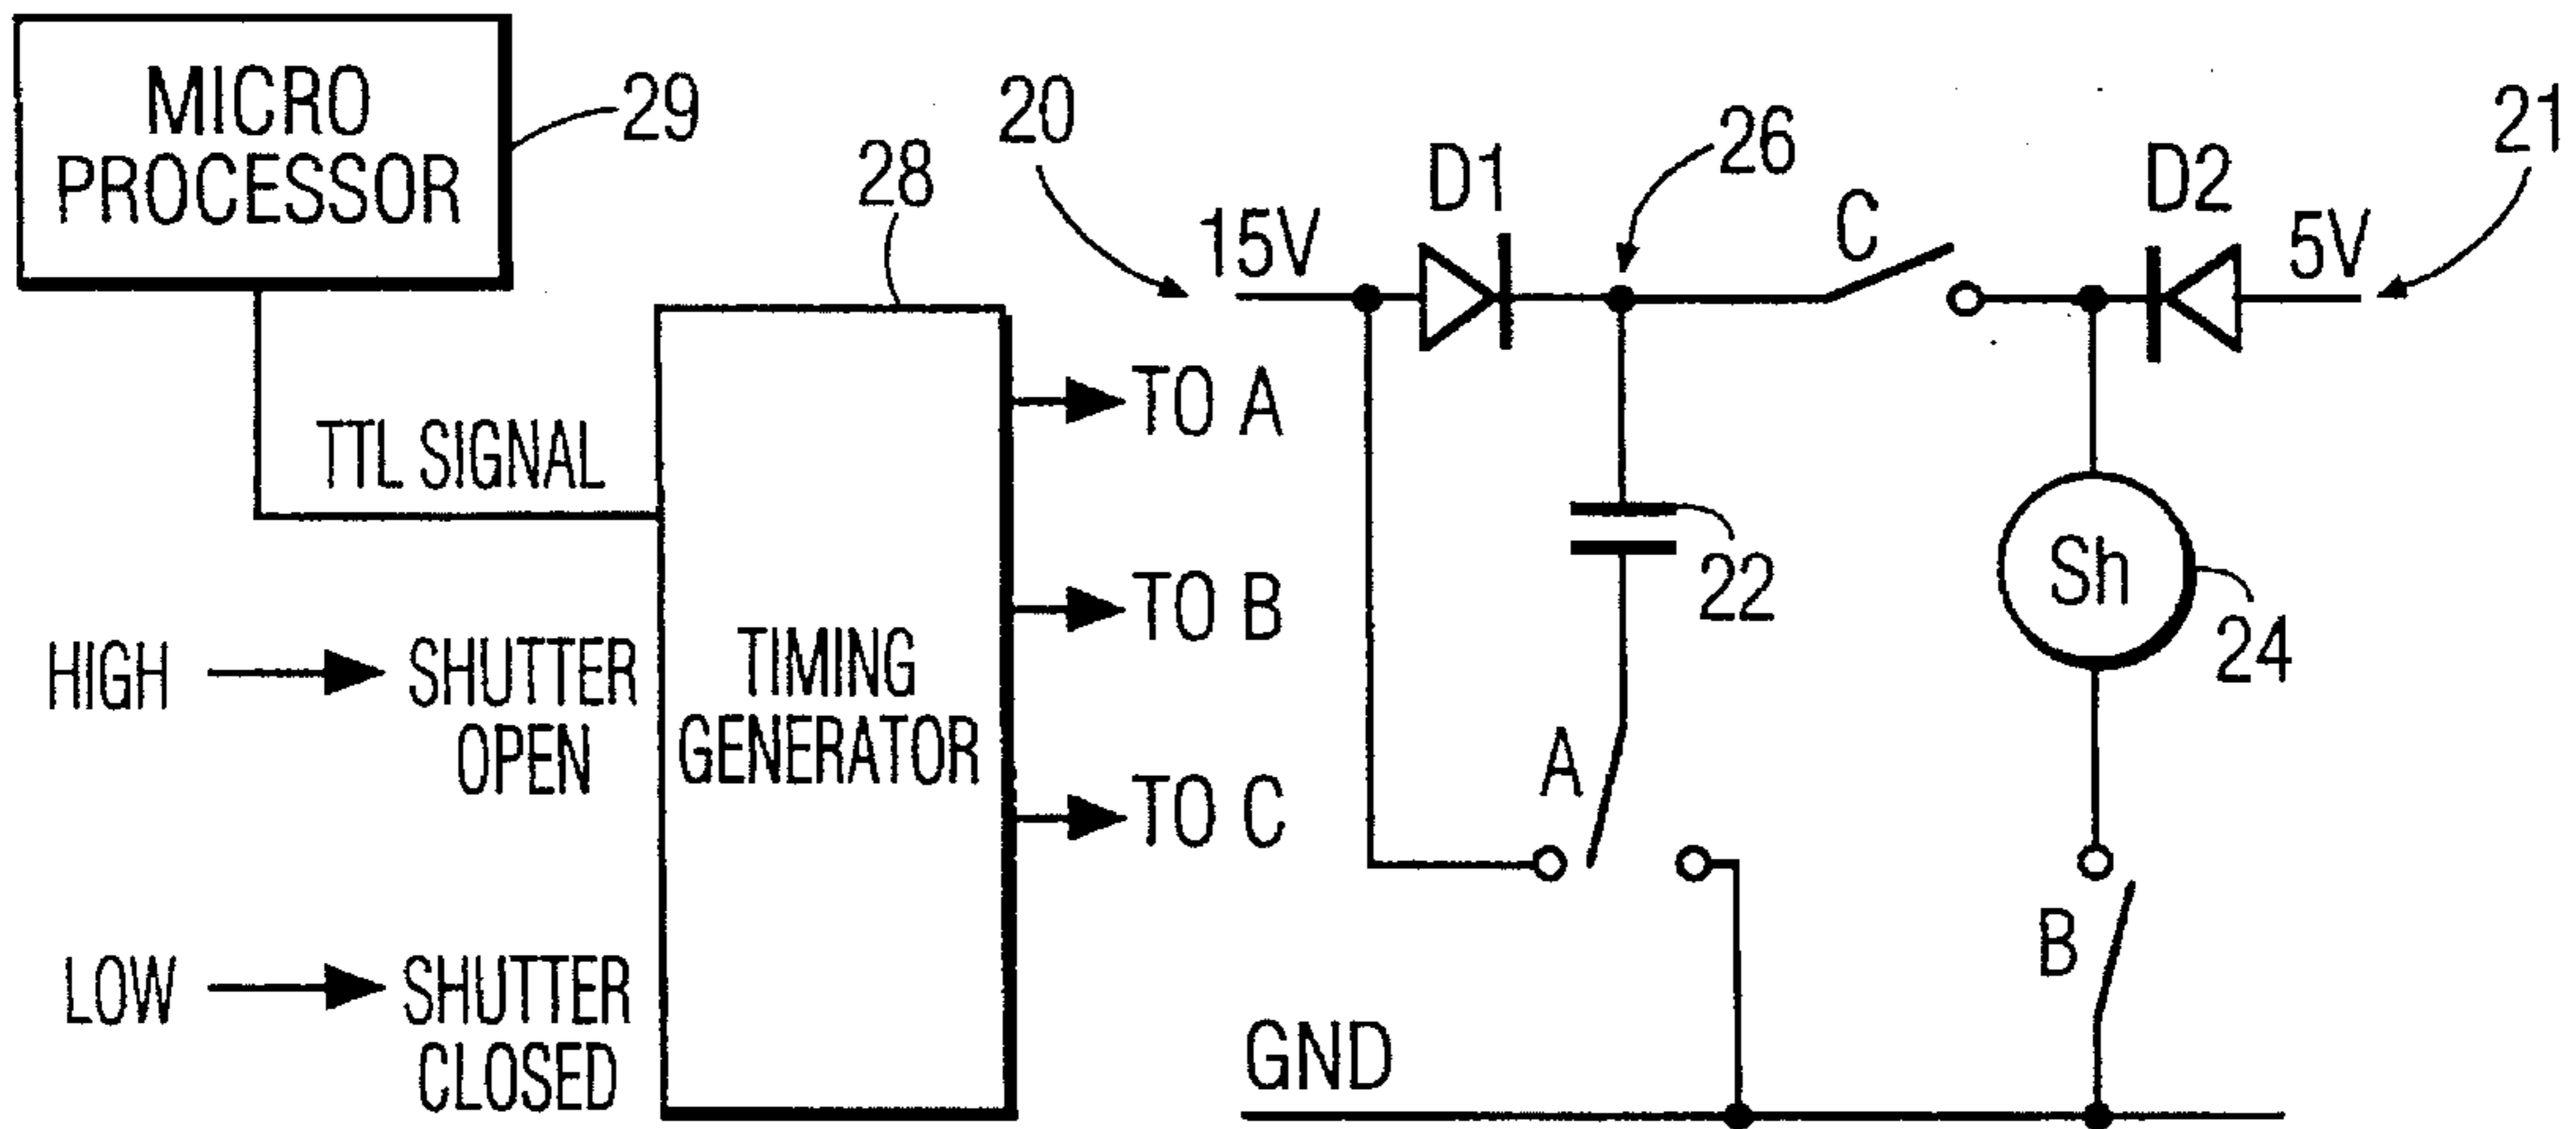 MICRO
PROCESSOR
29
TTL SIGNAL
HIGH
SHUTTER
OPEN
LOW
SHUTTER
CLOSED
28
TIMING
GENERATOR
TO A
TO B
TO C
20
15V
D1
26
C
D2
5V
21
22
Sh
24
A
B
GND